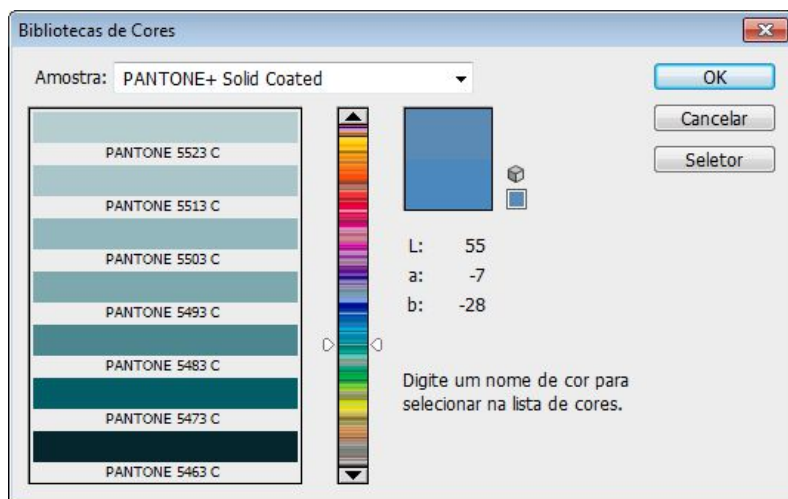 Bibliotecas de Cores
Amostra: PANTONE+ Solid Coated
OK
Cancelar
Seletor
PANTONE 5523 C
PANTONE 5513 C
PANTONE 5503 C
PANTONE 5493 C
PANTONE 5483 C
PANTONE 5473 C
PANTONE 5463 C
L: 55
a: -7
b: -28
Digite um nome de cor para
selecionar na lista de cores.